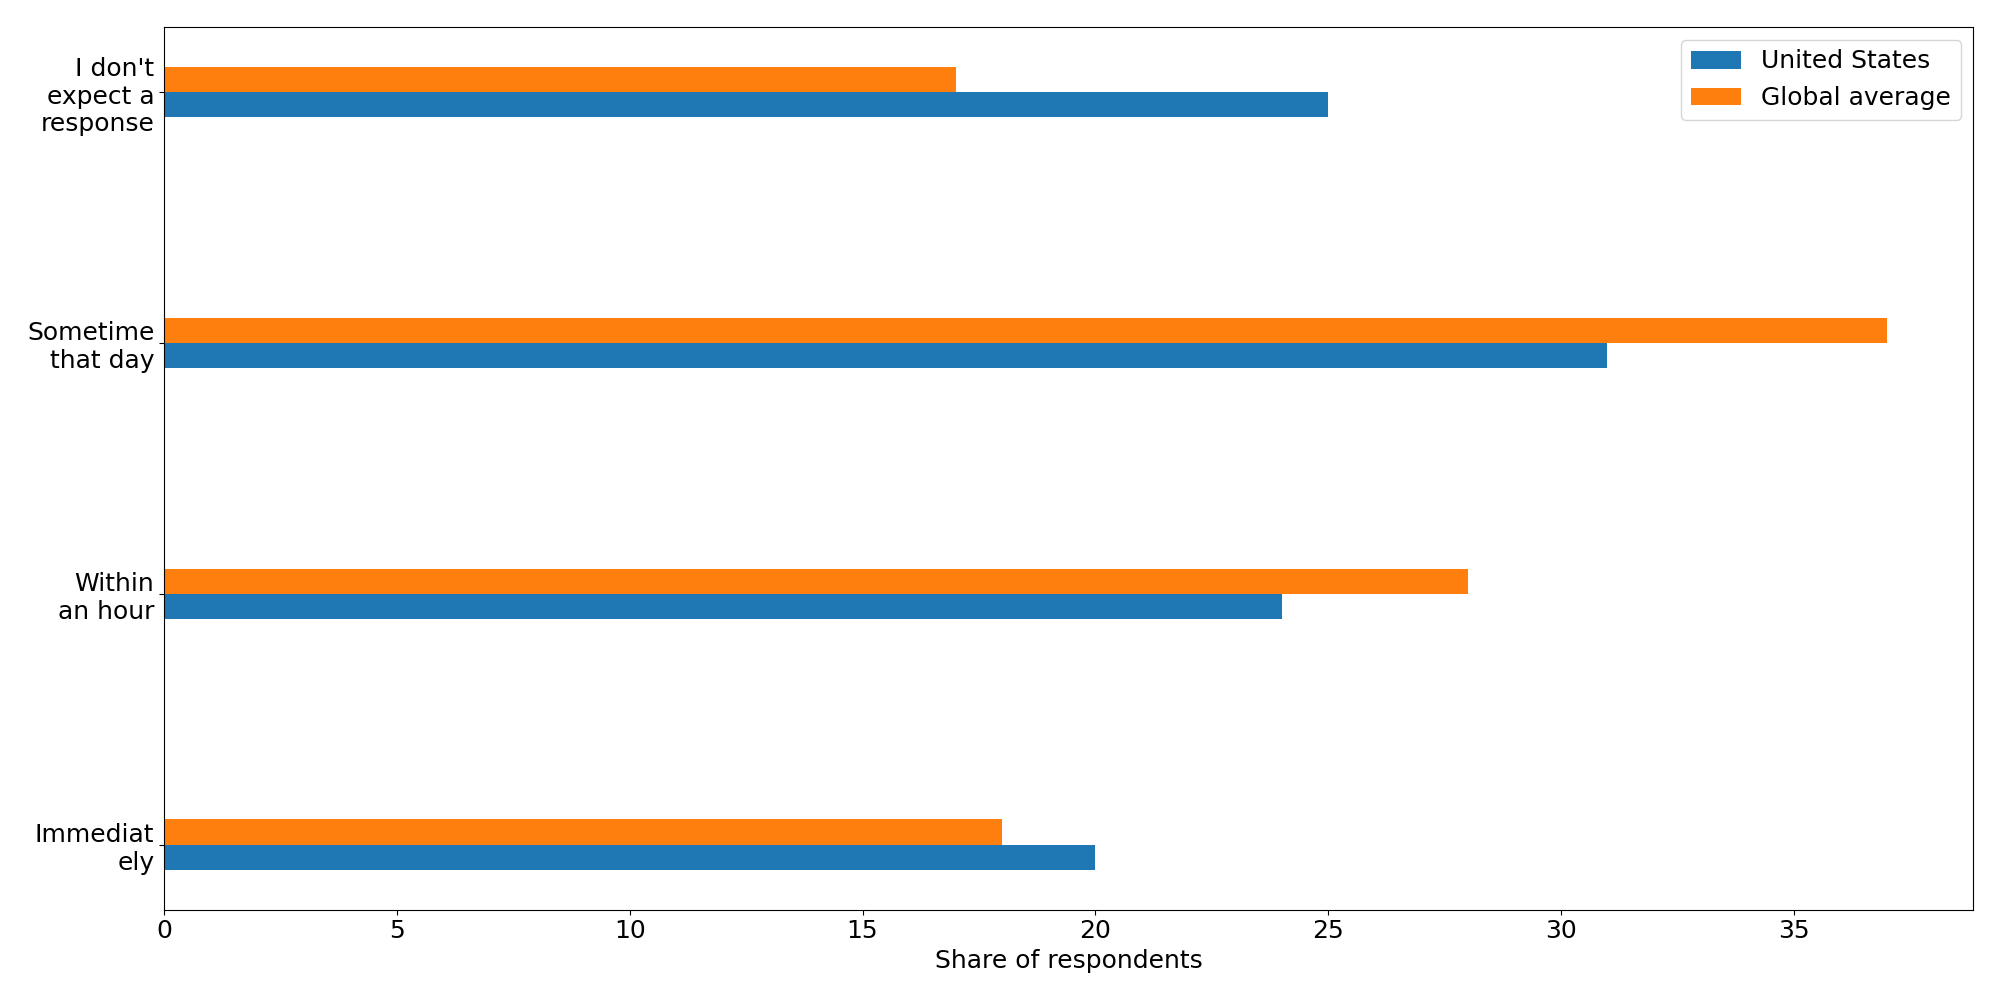 I don't
expect a
response
Sometime
that day
Within
an hour
Immediat
ely
0 5 10 15 20 25 30 35
Share of respondents
United States
Global average